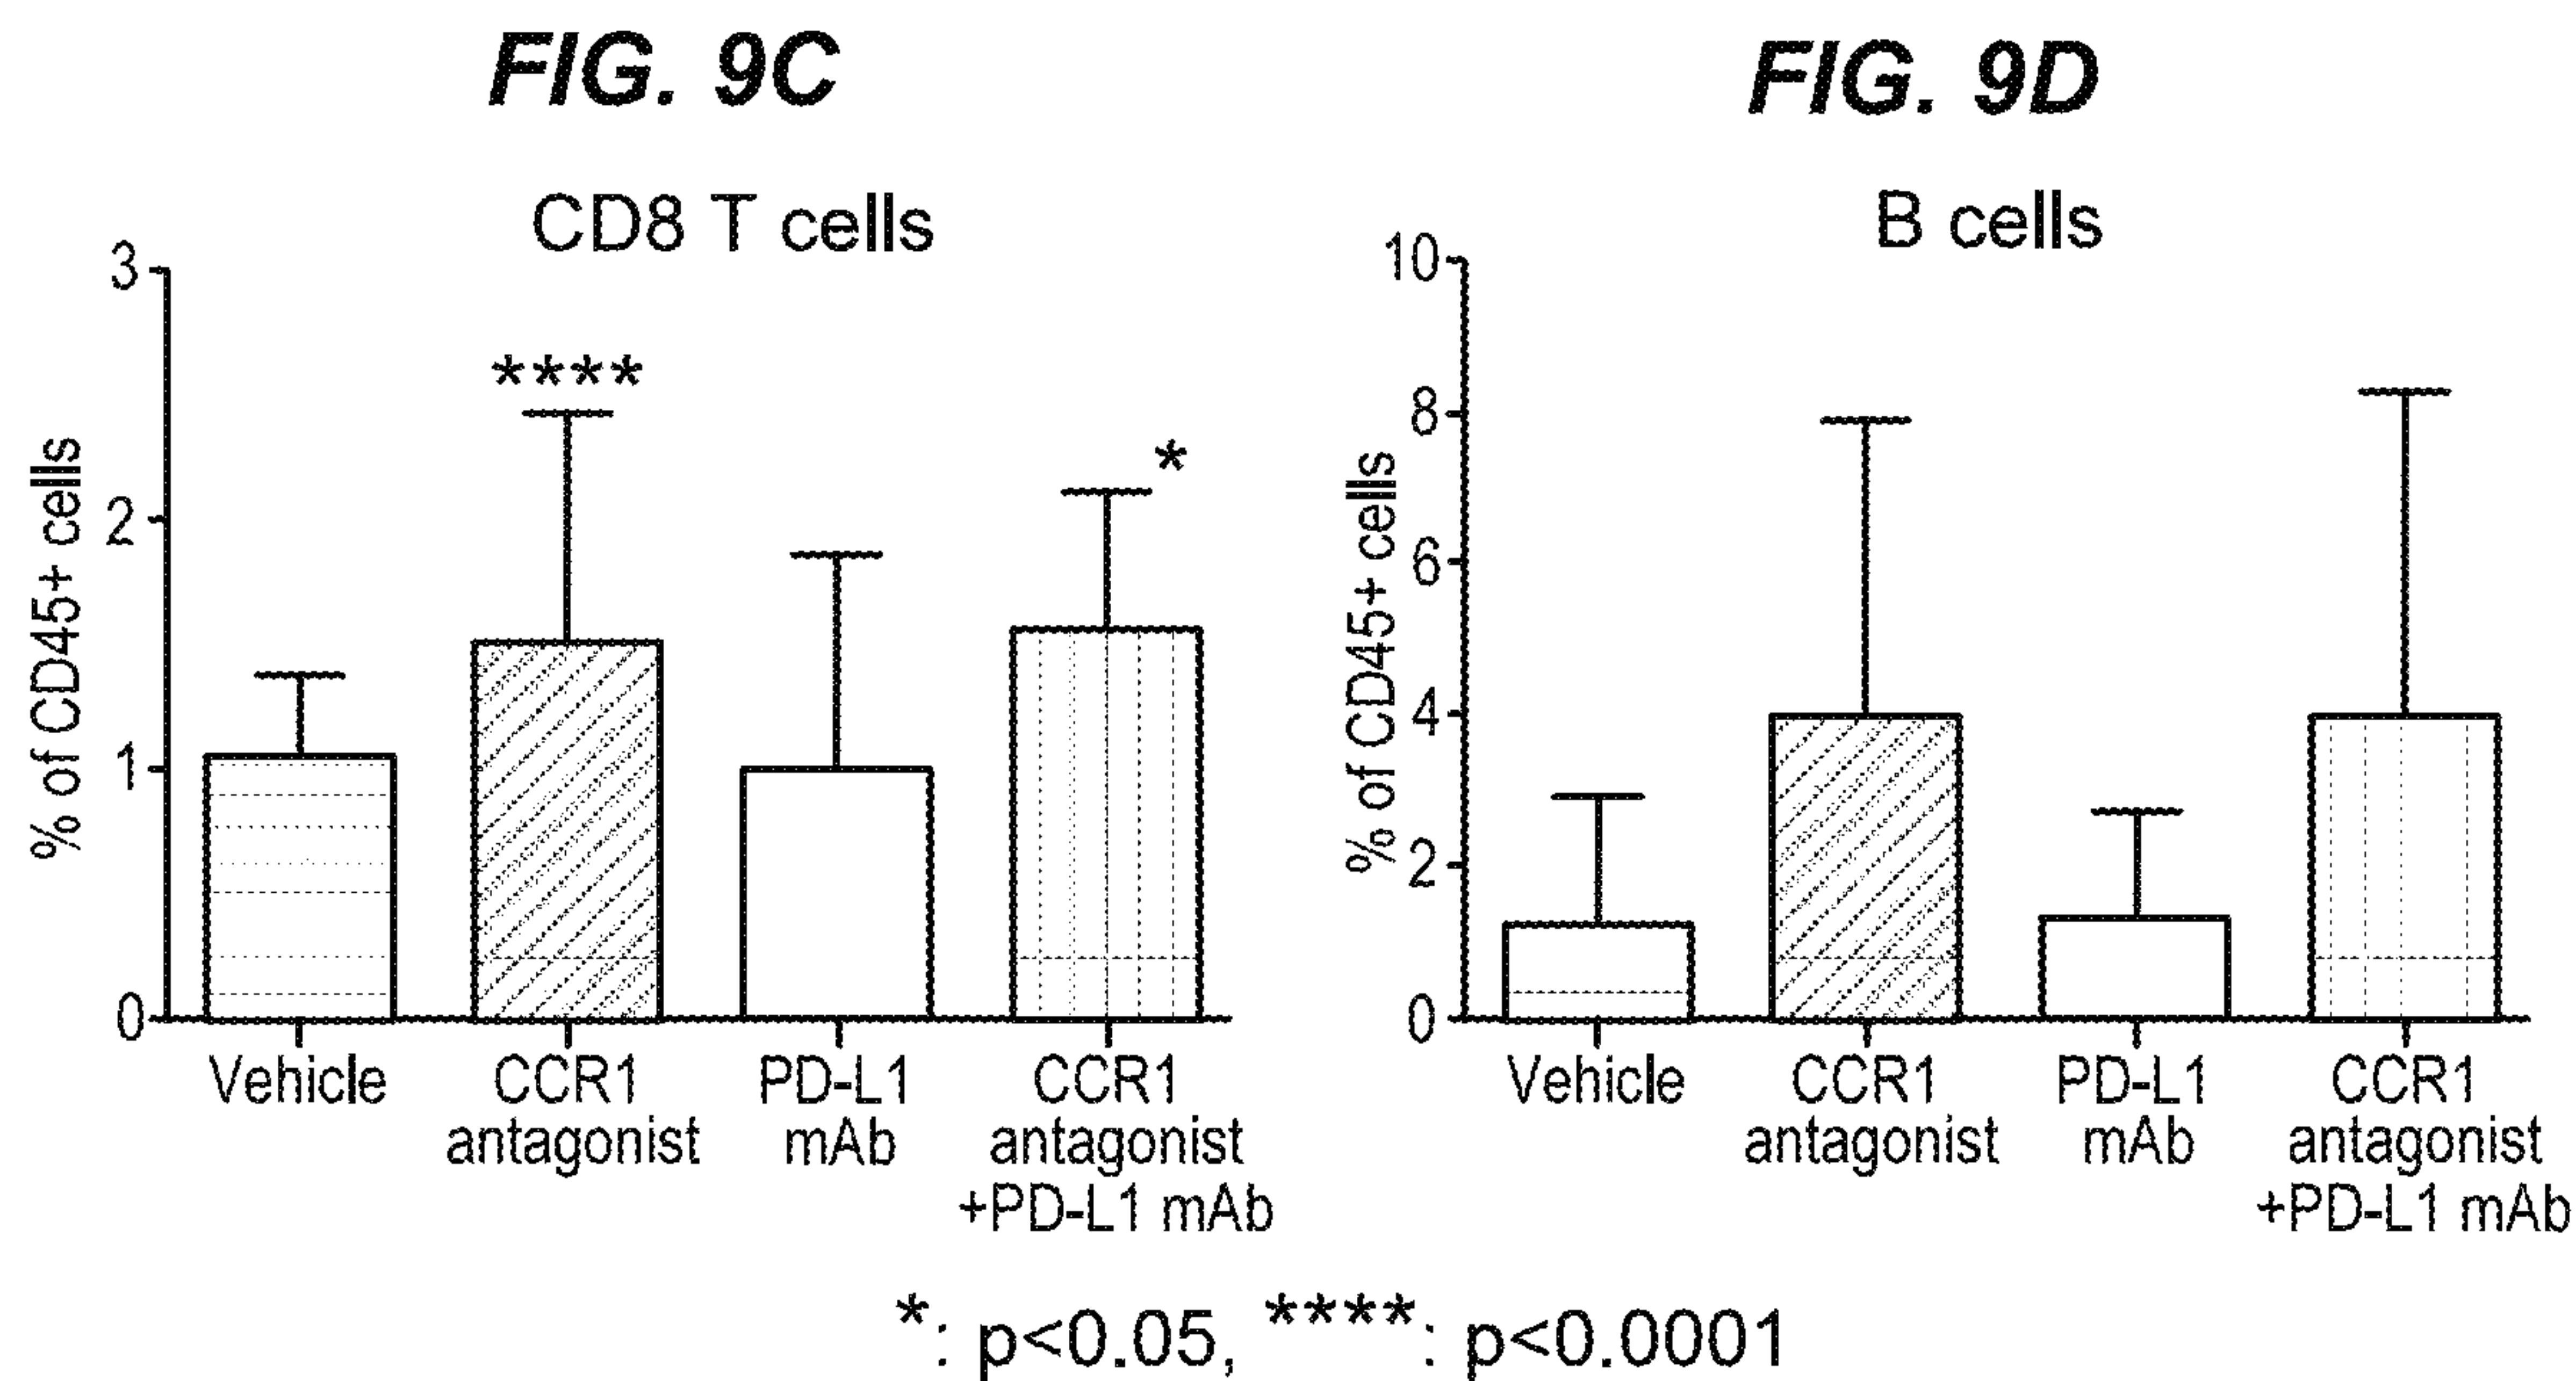 FIG. 9C
CD8 T cells
% of CD45+ cells
3
2
1
0
****
*
Vehicle
CCR1
antagonist
PD-L1
mAb
CCR1
antagonist
+PD-L1 mAb
FIG. 9D
B cells
% of CD45+ cells
10
8
6
4
2
0
Vehicle
CCR1
antagonist
PD-L1
mAb
CCR1
antagonist
+PD-L1 mAb
*: p<0.05, ****: p<0.0001